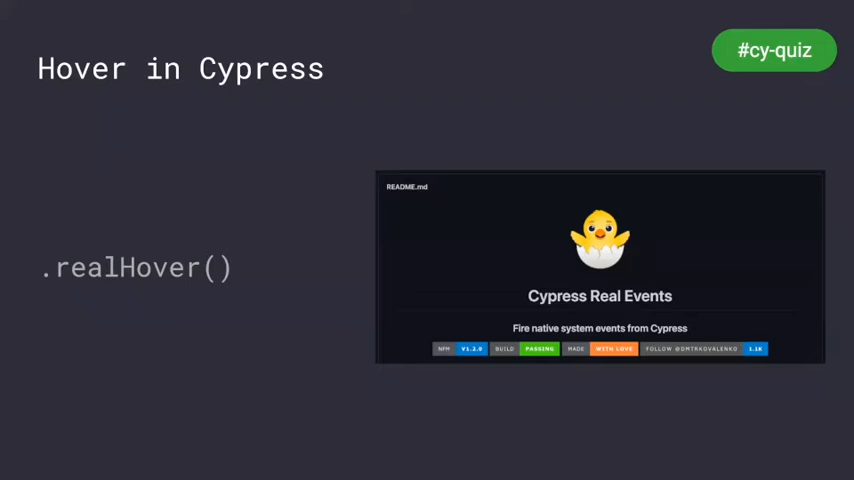 #cy-quiz
Hover in Cypress
README.md
.realHover()
Cypress Real Events
Fire native system events from Cypress
NPM V1.2.0 BUILD PASSING MADE WITH LOVE FOLLOW @DMTRKOVALENKO 1.1K